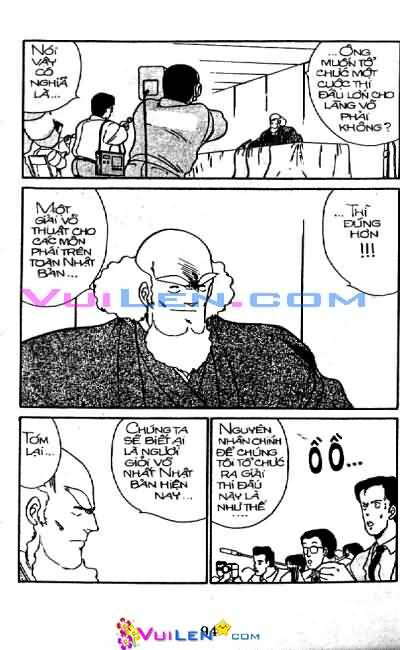 NÓI
VẬY
CÓ
NGHĨA
LÀ...
...ÔNG
MUỐN TỔ
CHỨC MỘT
CUỘC THI
ĐẤU LỚN CHO
LÀNG VÕ
PHẢI
KHÔNG?
MỘT
GIẢI VÕ
THUẬT CHO
CÁC MÔN
PHÁI TRÊN
TOÀN NHẬT
BẢN...
...THÌ
ĐÚNG
HƠN
!!!
VUILEN.COM
TÓM
LẠI...
CHÚNG TA
SẼ BIẾT AI
LÀ NGƯỜI
GIỎI VÕ
NHẤT NHẬT
BẢN HIỆN
NAY...
NGUYÊN
NHÂN CHÍNH
ĐỂ CHÚNG
TÔI TỔ CHỨC
RA GIẢI
THI ĐẤU
NÀY LÀ
NHƯ THẾ
....
Ồ Ồ...
94
VUILEN.COM